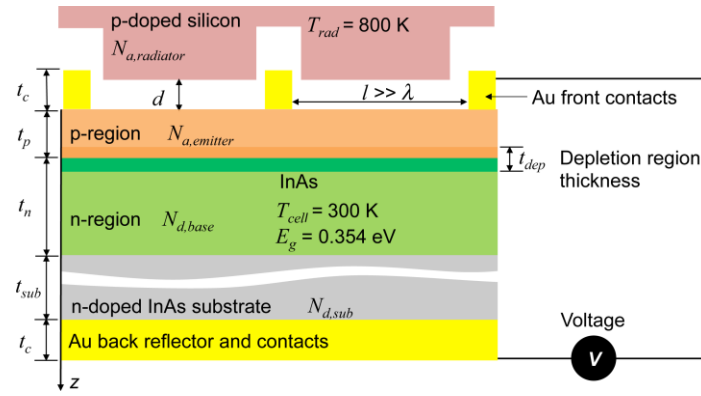 p-doped silicon
T_rad = 800 K
N_a,radiator
t_c
d
l >> λ
Au front contacts
t_p
p-region N_a,emitter
t_dep
Depletion region
thickness
InAs
t_n
T_cell = 300 K
n-region N_d,base
E_g = 0.354 eV
t_sub
n-doped InAs substrate N_d,sub
Voltage
t_c
Au back reflector and contacts
V
z